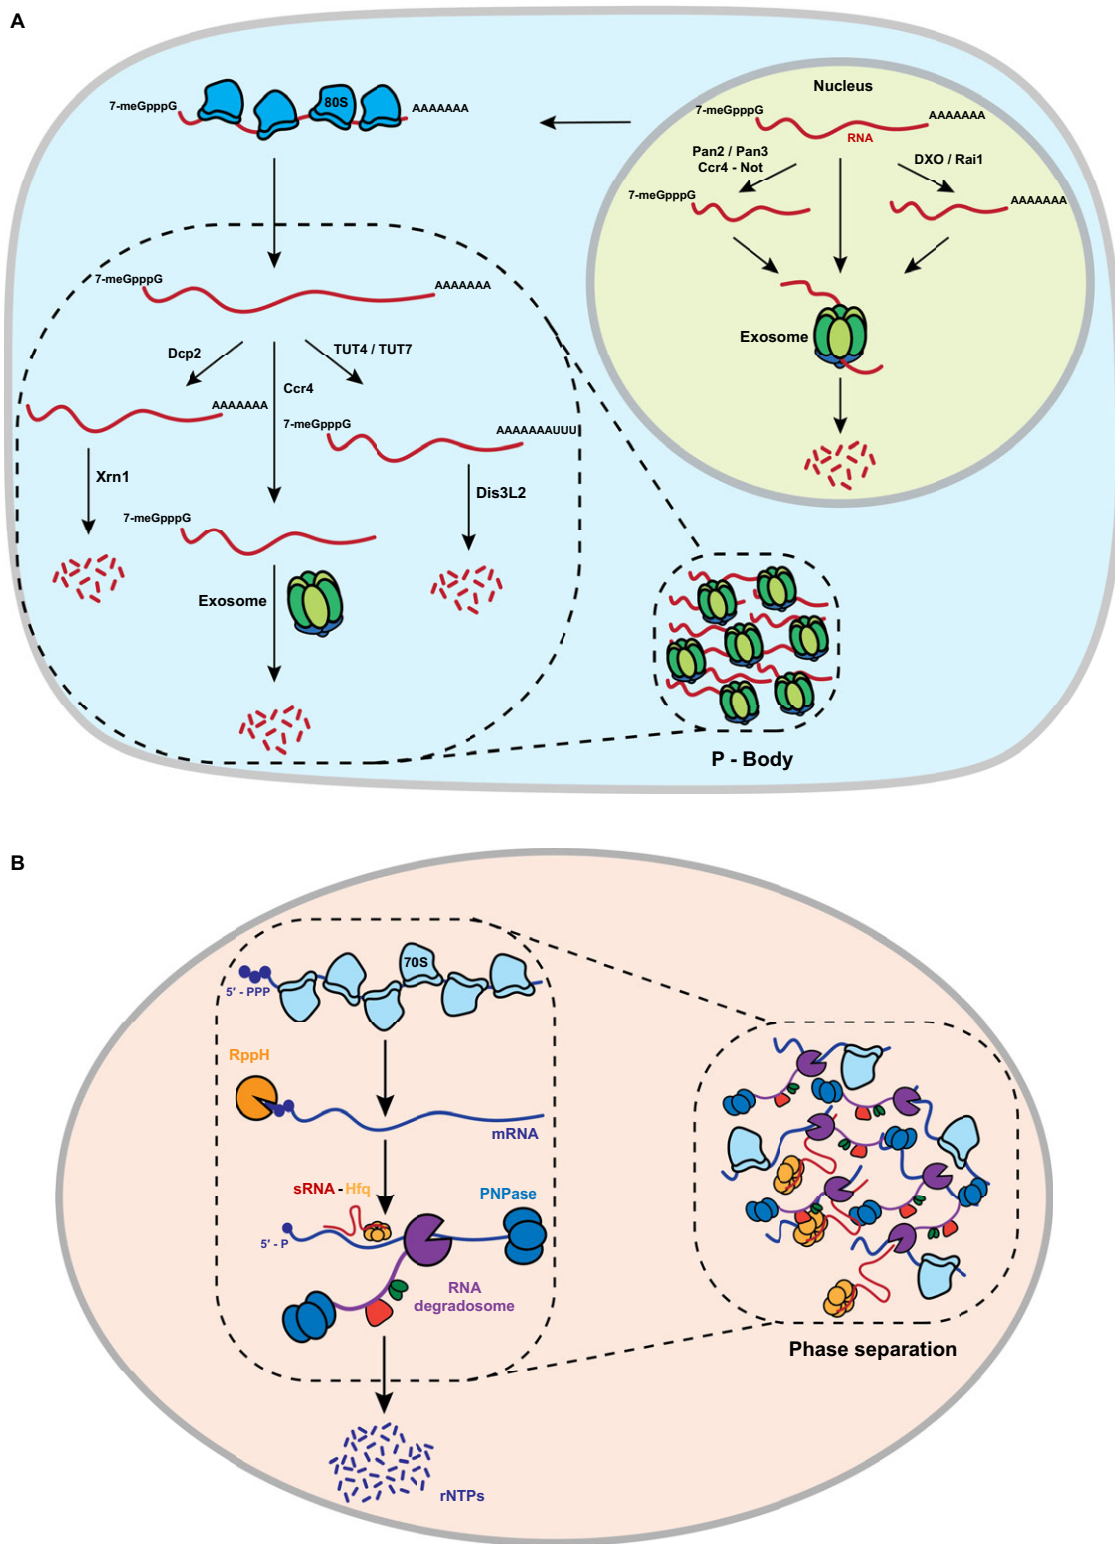 A
Nucleus
7-meGpppG
80S
AAAAAAA
7-meGpppG
AAAAAAA
RNA
Pan2 / Pan3
Ccr4 - Not
DXO / Rai1
7-meGpppG
AAAAAAA
7-meGpppG
AAAAAAA
Exosome
Dcp2
TUT4 / TUT7
Ccr4
AAAAAAA
7-meGpppG
AAAAAAAUUU
Xrn1
Dis3L2
7-meGpppG
Exosome
P - Body
B
70S
5′ - PPP
RppH
mRNA
sRNA - Hfq
PNPase
5′ - P
RNA
degradosome
Phase separation
rNTPs